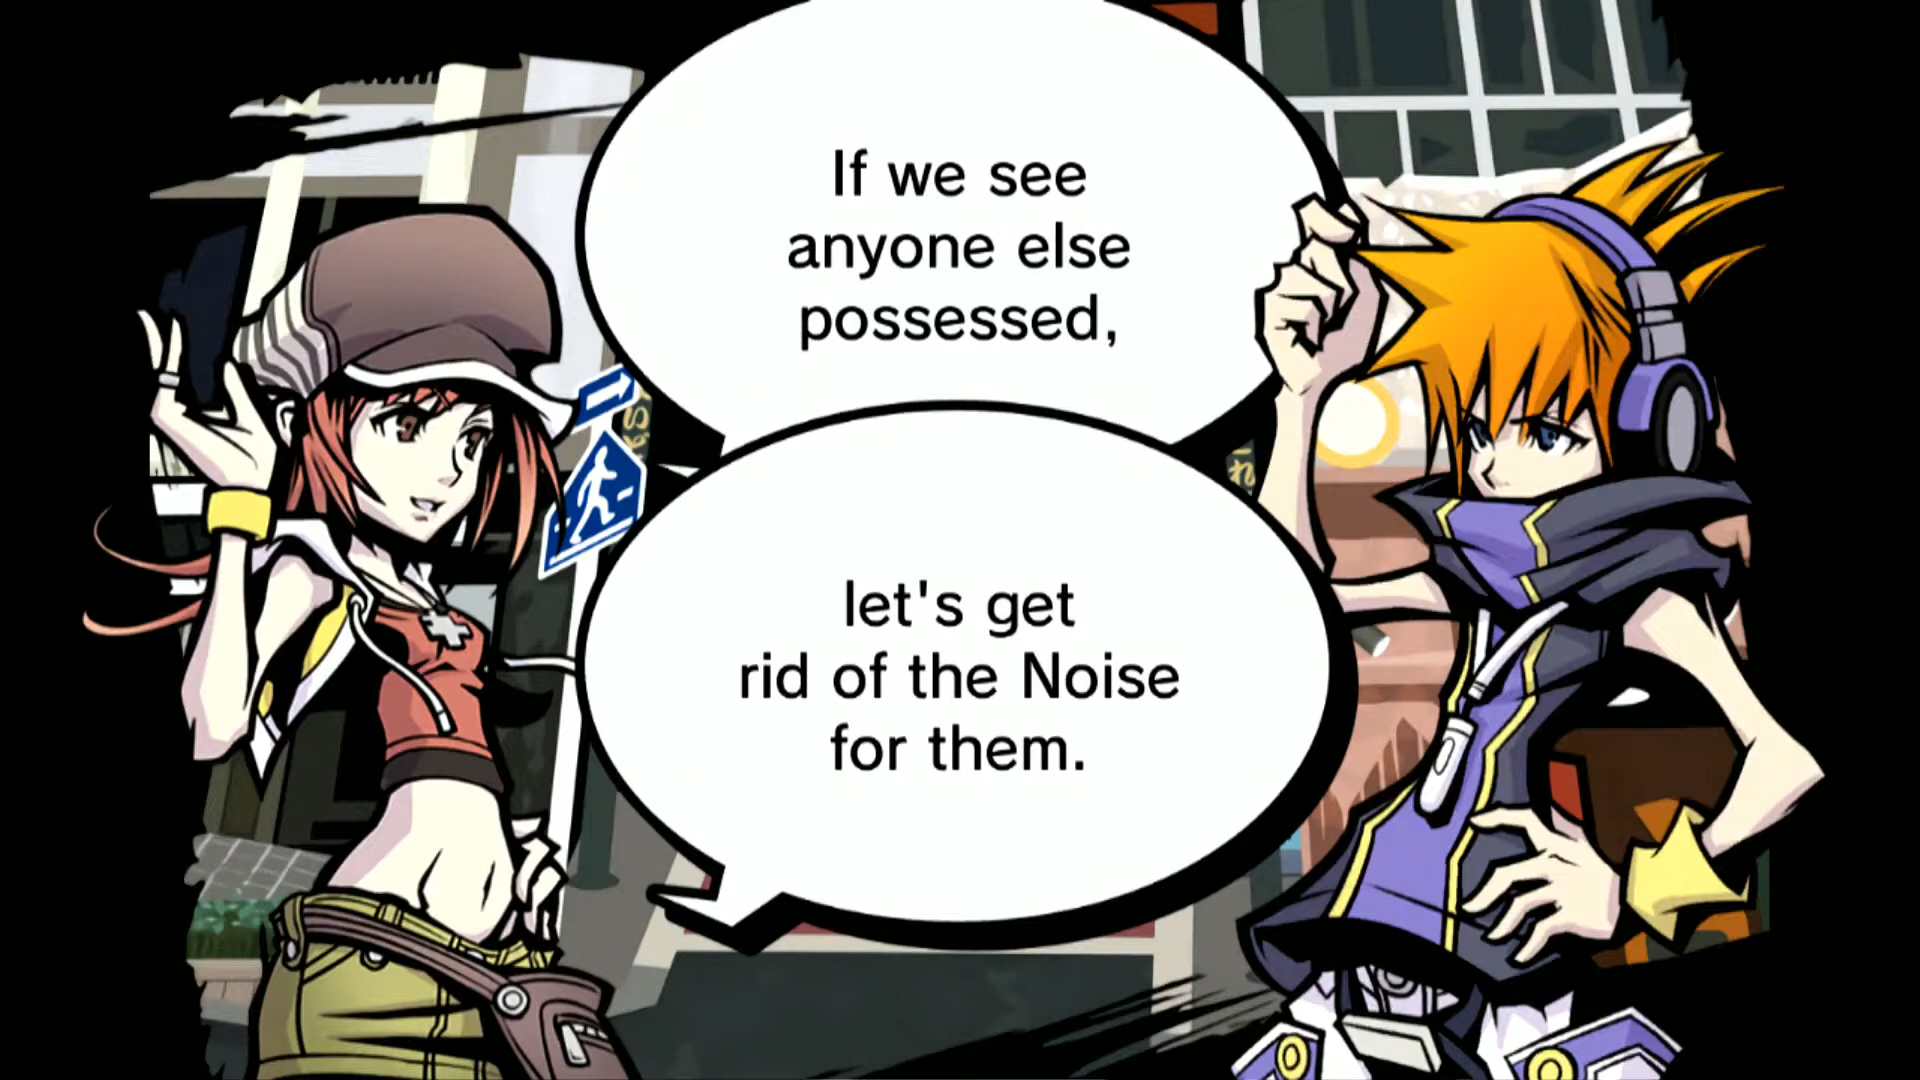 If we see
anyone else
possessed,
let's get
rid of the Noise
for them.